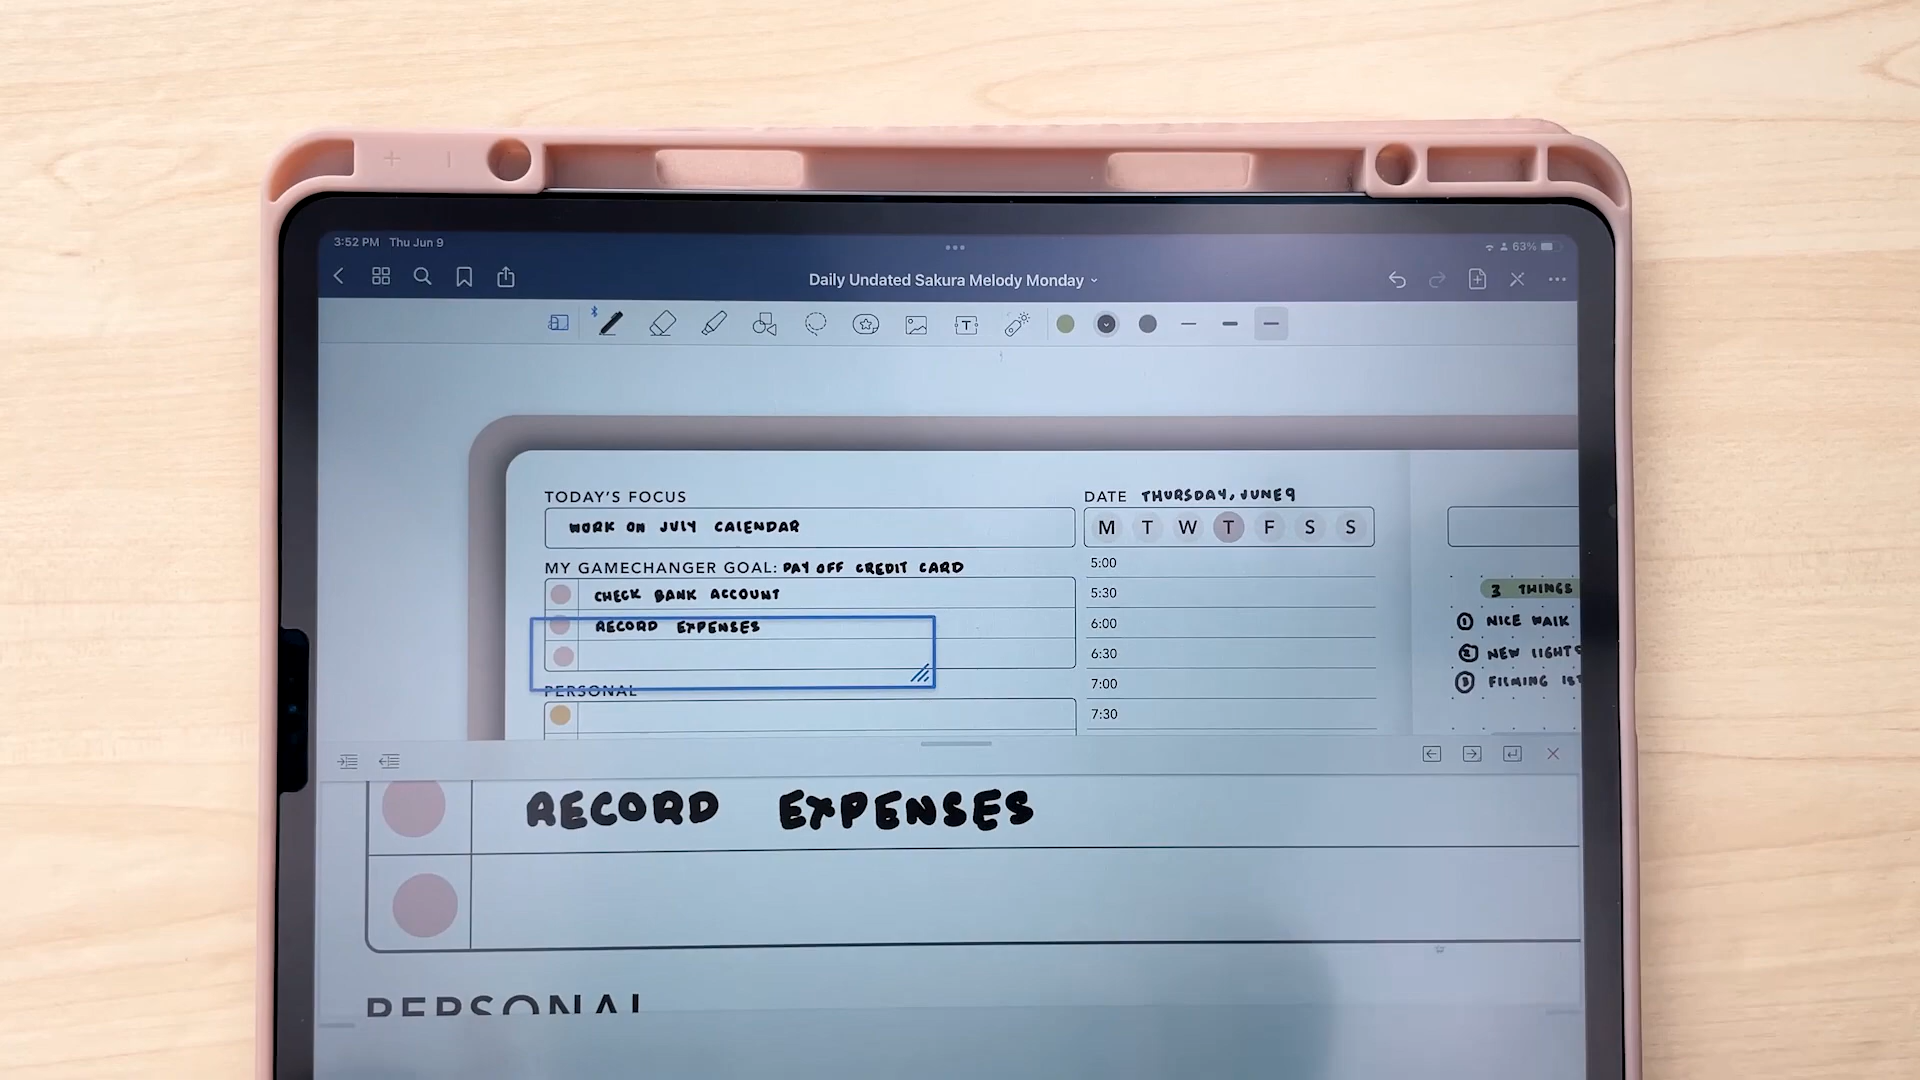 3:52 PM Thu Jun 9
63%
Daily Undated Sakura Melody Monday
TODAY'S FOCUS
WORK ON JULY CALENDAR
DATE THURSDAY, JUNE 9
M T W T F S S
MY GAMECHANGER GOAL: PAY OFF CREDIT CARD
CHECK BANK ACCOUNT
RECORD EXPENSES
PERSONAL
5:00
5:30
6:00
6:30
7:00
7:30
3 THINGS
1 NICE WALK
2 NEW LIGHTS
3 FILMING
RECORD EXPENSES
PERSONAL